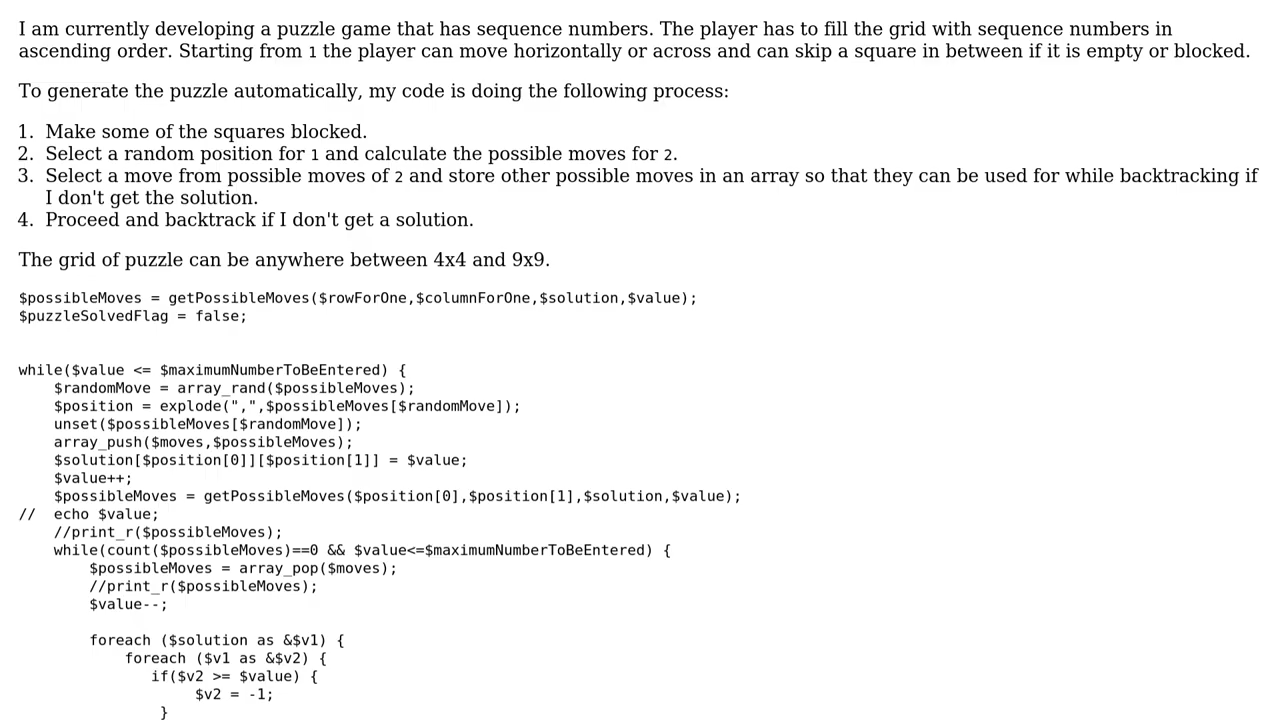 I am currently developing a puzzle game that has sequence numbers. The player has to fill the grid with sequence numbers in
ascending order. Starting from 1 the player can move horizontally or across and can skip a square in between if it is empty or blocked.
To generate the puzzle automatically, my code is doing the following process:
1. Make some of the squares blocked.
2. Select a random position for 1 and calculate the possible moves for 2.
3. Select a move from possible moves of 2 and store other possible moves in an array so that they can be used for while backtracking if
I don't get the solution.
4. Proceed and backtrack if I don't get a solution.
The grid of puzzle can be anywhere between 4x4 and 9x9.
$possibleMoves = getPossibleMoves($rowForOne,$columnForOne,$solution,$value);
$puzzleSolvedFlag = false;
while($value <= $maximumNumberToBeEntered) {
    $randomMove = array_rand($possibleMoves);
    $position = explode(",",$possibleMoves[$randomMove]);
    unset($possibleMoves[$randomMove]);
    array_push($moves,$possibleMoves);
    $solution[$position[0]][$position[1]] = $value;
    $value++;
    $possibleMoves = getPossibleMoves($position[0],$position[1],$solution,$value);
//  echo $value;
    //print_r($possibleMoves);
    while(count($possibleMoves)==0 && $value<=$maximumNumberToBeEntered) {
        $possibleMoves = array_pop($moves);
        //print_r($possibleMoves);
        $value--;
        foreach ($solution as &$v1) {
            foreach ($v1 as &$v2) {
               if($v2 >= $value) {
                    $v2 = -1;
                }